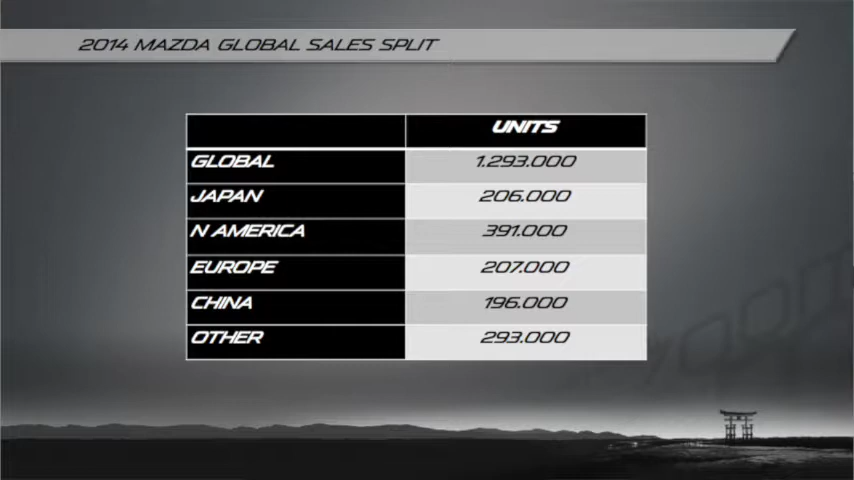 2014 MAZDA GLOBAL SALES SPLIT
UNITS
GLOBAL 1.293.000
JAPAN 206.000
N AMERICA 391.000
EUROPE 207.000
CHINA 196.000
OTHER 293.000